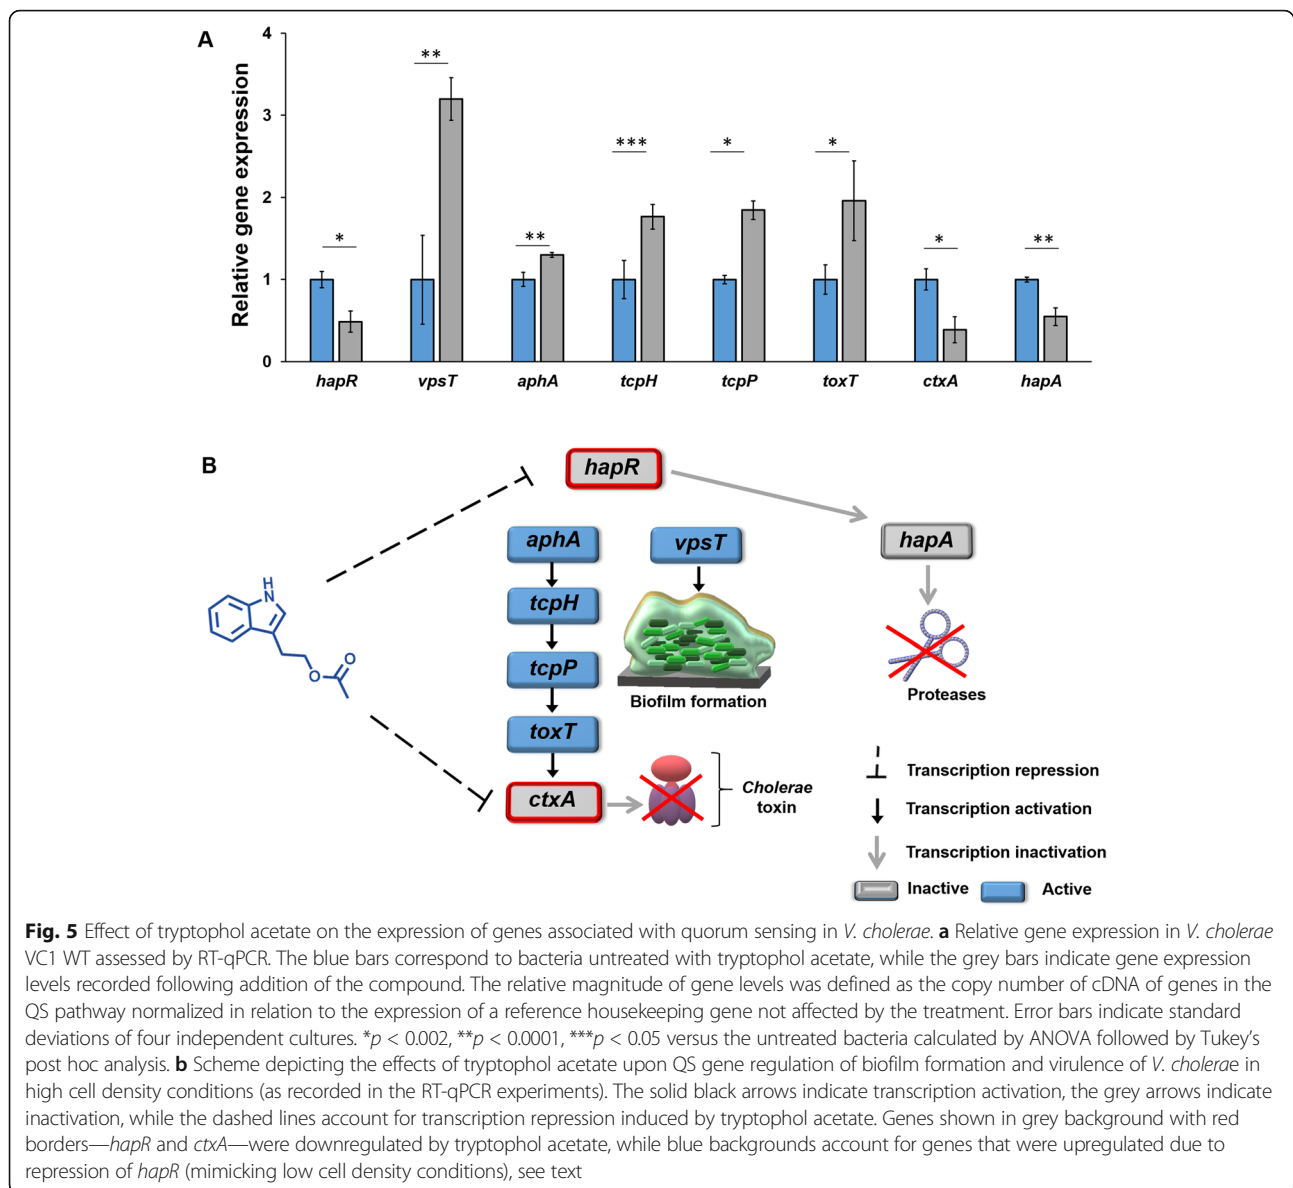 A
Relative gene expression
4
3
2
1
0
*
**
**
***
*
*
*
**
hapR
vpsT
aphA
tcpH
tcpP
toxT
ctxA
hapA
B
hapR
aphA
vpsT
hapA
tcpH
tcpP
toxT
ctxA
H
N
O
O
Biofilm formation
Proteases
Cholerae
toxin
Transcription repression
Transcription activation
Transcription inactivation
Inactive
Active
Fig. 5 Effect of tryptophol acetate on the expression of genes associated with quorum sensing in V. cholerae. a Relative gene expression in V. cholerae
VC1 WT assessed by RT-qPCR. The blue bars correspond to bacteria untreated with tryptophol acetate, while the grey bars indicate gene expression
levels recorded following addition of the compound. The relative magnitude of gene levels was defined as the copy number of cDNA of genes in the
QS pathway normalized in relation to the expression of a reference housekeeping gene not affected by the treatment. Error bars indicate standard
deviations of four independent cultures. *p < 0.002, **p < 0.0001, ***p < 0.05 versus the untreated bacteria calculated by ANOVA followed by Tukey's
post hoc analysis. b Scheme depicting the effects of tryptophol acetate upon QS gene regulation of biofilm formation and virulence of V. cholerae in
high cell density conditions (as recorded in the RT-qPCR experiments). The solid black arrows indicate transcription activation, the grey arrows indicate
inactivation, while the dashed lines account for transcription repression induced by tryptophol acetate. Genes shown in grey background with red
borders—hapR and ctxA—were downregulated by tryptophol acetate, while blue backgrounds account for genes that were upregulated due to
repression of hapR (mimicking low cell density conditions), see text